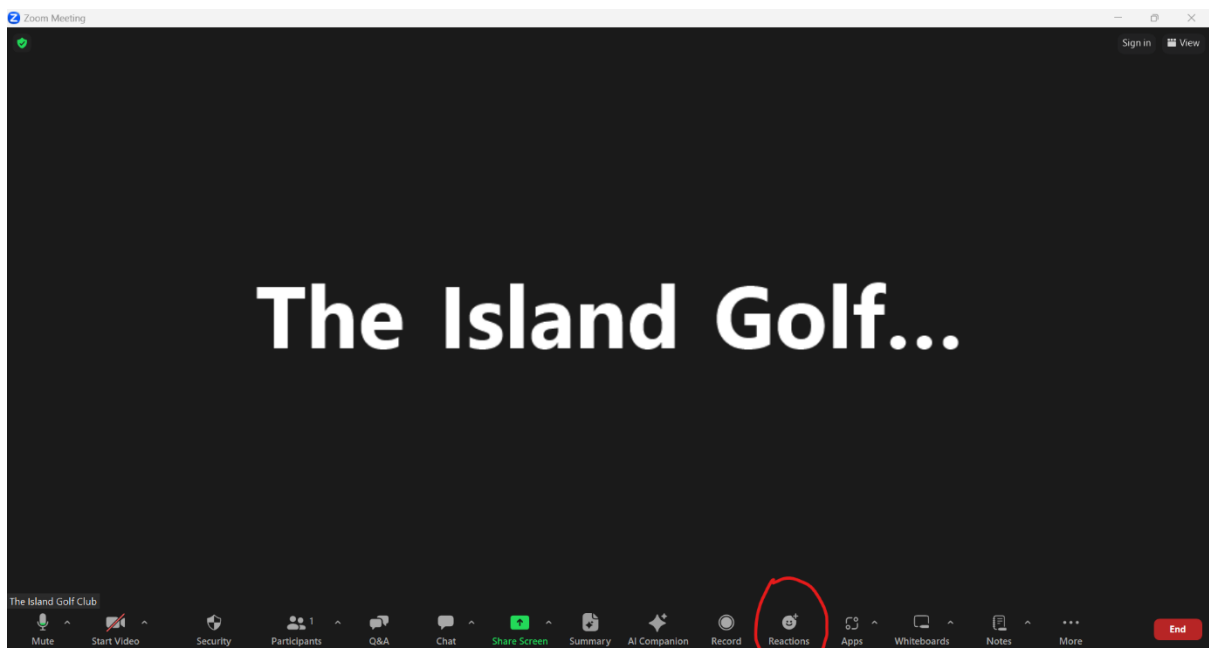 Zoom Meeting
Sign in View
The Island Golf...
The Island Golf Club
1
Mute Start Video Security Participants Q&A Chat Share Screen Summary AI Companion Record Reactions Apps Whiteboards Notes More End